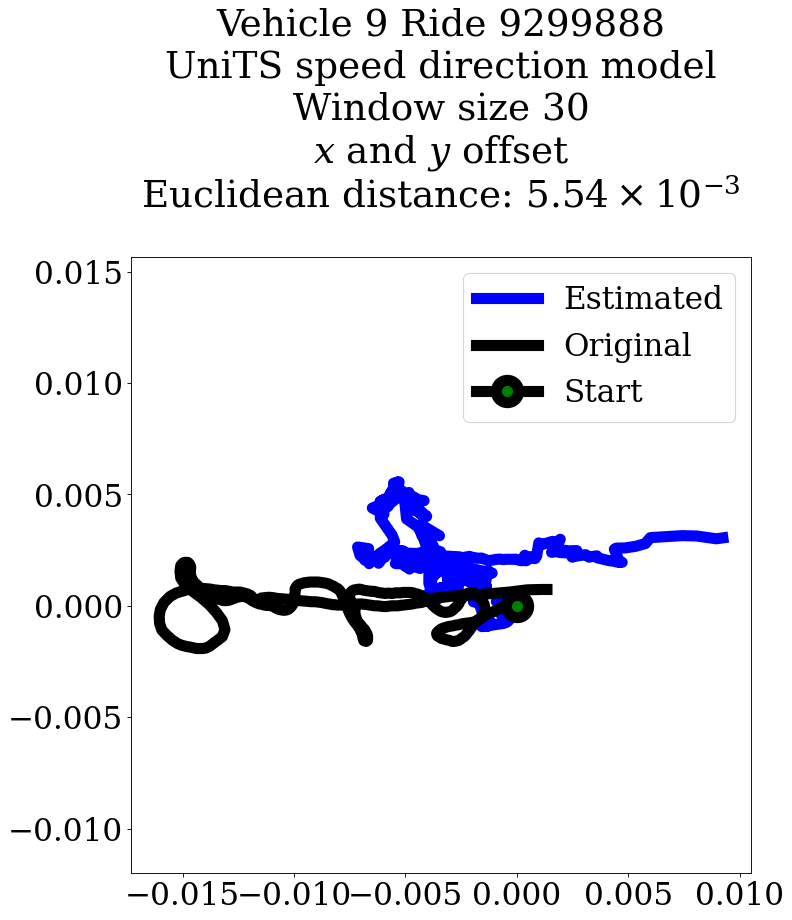 Vehicle 9 Ride 9299888
UniTS speed direction model
Window size 30
x and y offset
Euclidean distance: 5.54 × 10⁻³
0.015
Estimated
0.010
Original
Start
0.005
0.000
−0.005
−0.010
−0.015 −0.010 −0.005 0.000 0.005 0.010